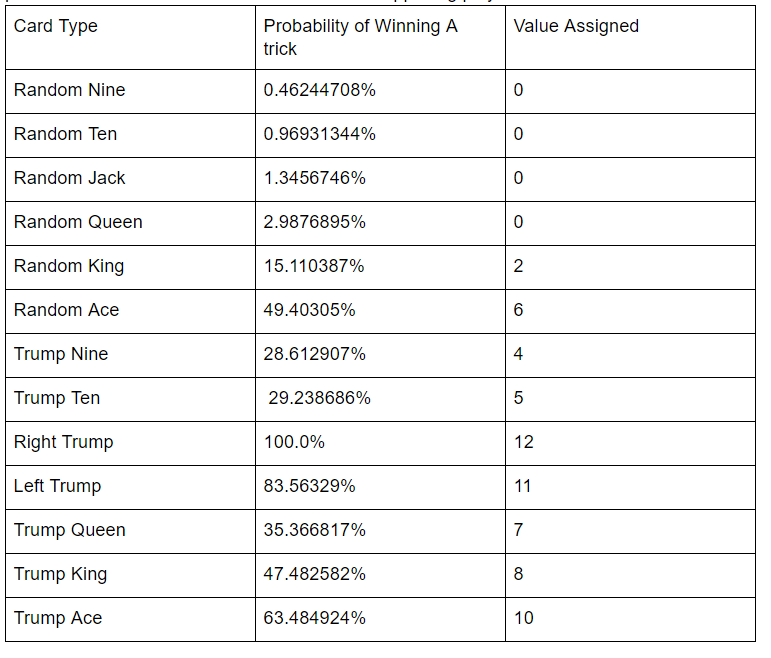 Card Type Probability of Winning A Value Assigned
trick
Random Nine 0.46244708% 0
Random Ten 0.96931344% 0
Random Jack 1.3456746% 0
Random Queen 2.9876895% 0
Random King 15.110387% 2
Random Ace 49.40305% 6
Trump Nine 28.612907% 4
Trump Ten 29.238686% 5
Right Trump 100.0% 12
Left Trump 83.56329% 11
Trump Queen 35.366817% 7
Trump King 47.482582% 8
Trump Ace 63.484924% 10